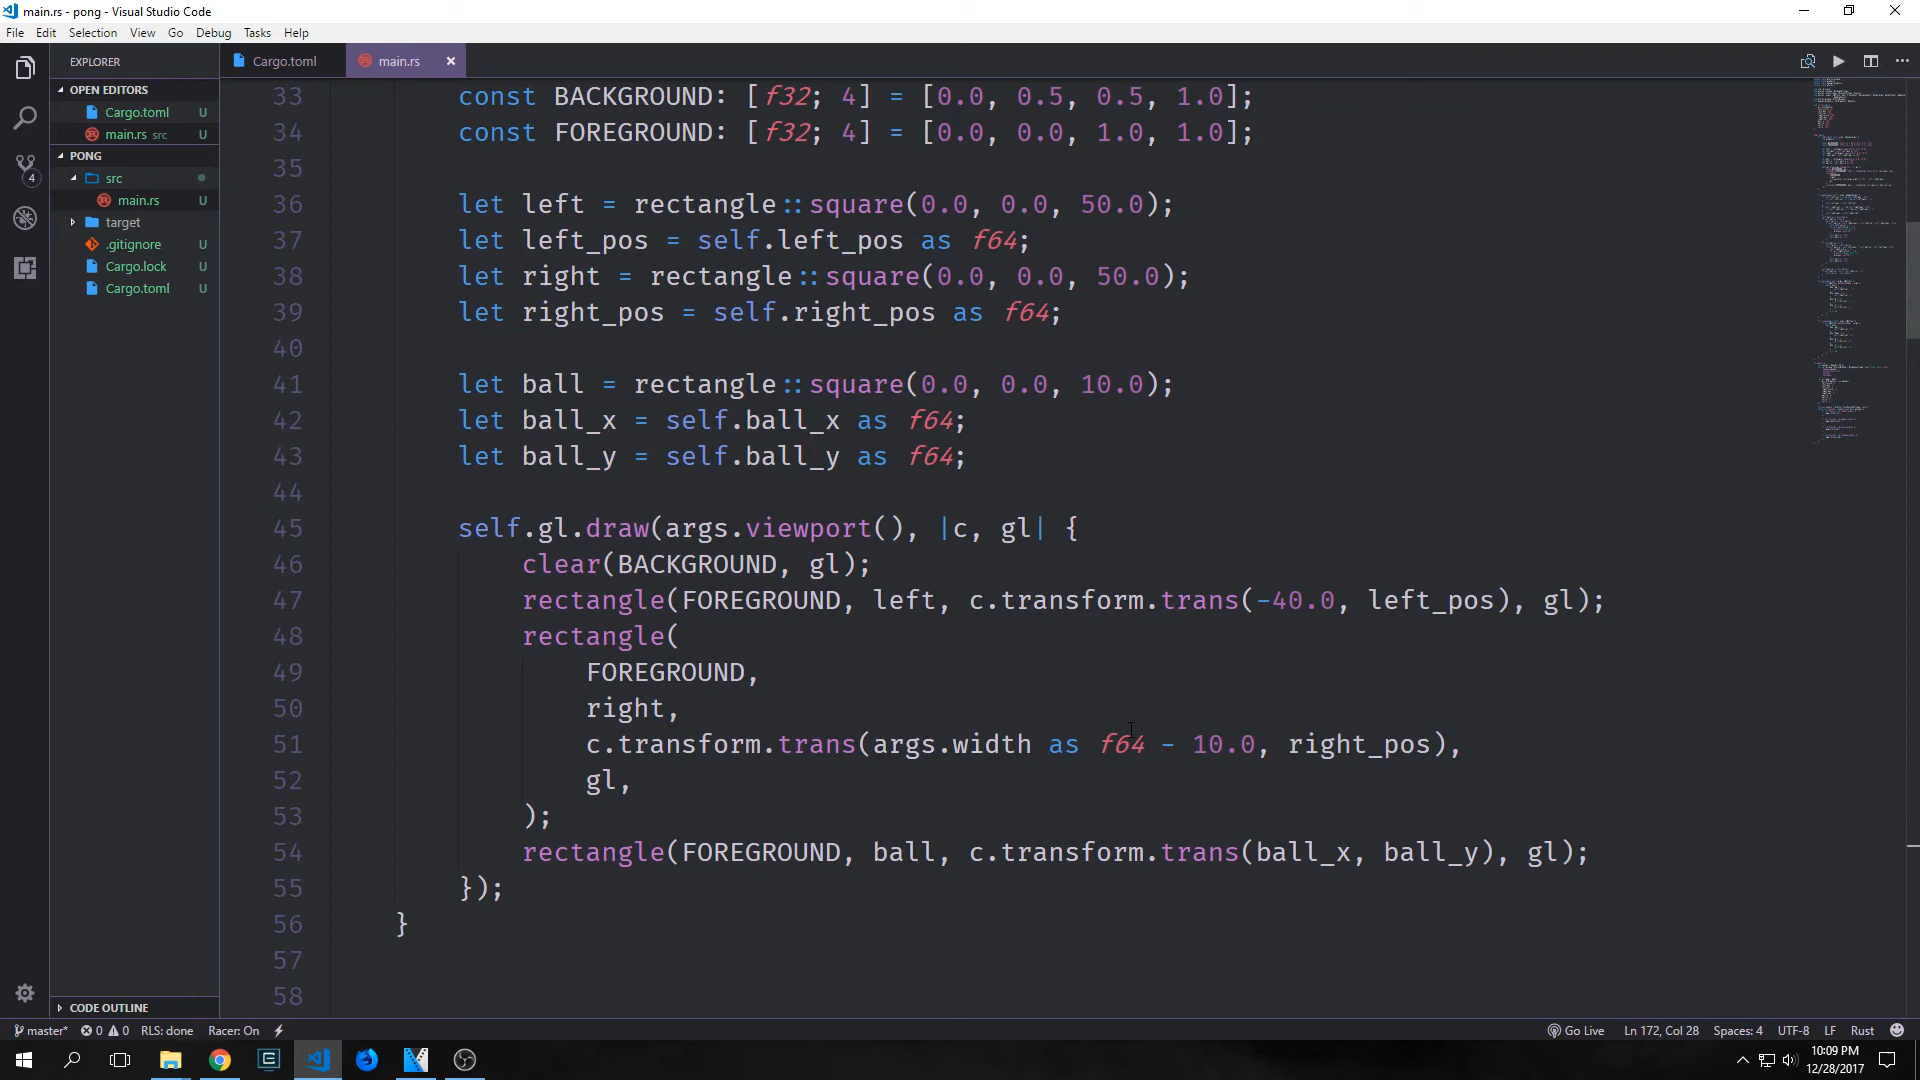 main.rs - pong - Visual Studio Code
File Edit Selection View Go Debug Tasks Help
EXPLORER
OPEN EDITORS
Cargo.toml U
main.rs src U
PONG
src
main.rs U
target
.gitignore U
Cargo.lock U
Cargo.toml U
CODE OUTLINE
4
Cargo.toml main.rs
33 const BACKGROUND: [f32; 4] = [0.0, 0.5, 0.5, 1.0];
34 const FOREGROUND: [f32; 4] = [0.0, 0.0, 1.0, 1.0];
35
36 let left = rectangle::square(0.0, 0.0, 50.0);
37 let left_pos = self.left_pos as f64;
38 let right = rectangle::square(0.0, 0.0, 50.0);
39 let right_pos = self.right_pos as f64;
40
41 let ball = rectangle::square(0.0, 0.0, 10.0);
42 let ball_x = self.ball_x as f64;
43 let ball_y = self.ball_y as f64;
44
45 self.gl.draw(args.viewport(), |c, gl| {
46 clear(BACKGROUND, gl);
47 rectangle(FOREGROUND, left, c.transform.trans(-40.0, left_pos), gl);
48 rectangle(
49 FOREGROUND,
50 right,
51 c.transform.trans(args.width as f64 - 10.0, right_pos),
52 gl,
53 );
54 rectangle(FOREGROUND, ball, c.transform.trans(ball_x, ball_y), gl);
55 });
56 }
57
58
master* 0 0 RLS: done Racer: On Go Live Ln 172, Col 28 Spaces: 4 UTF-8 LF Rust
10:09 PM
12/28/2017